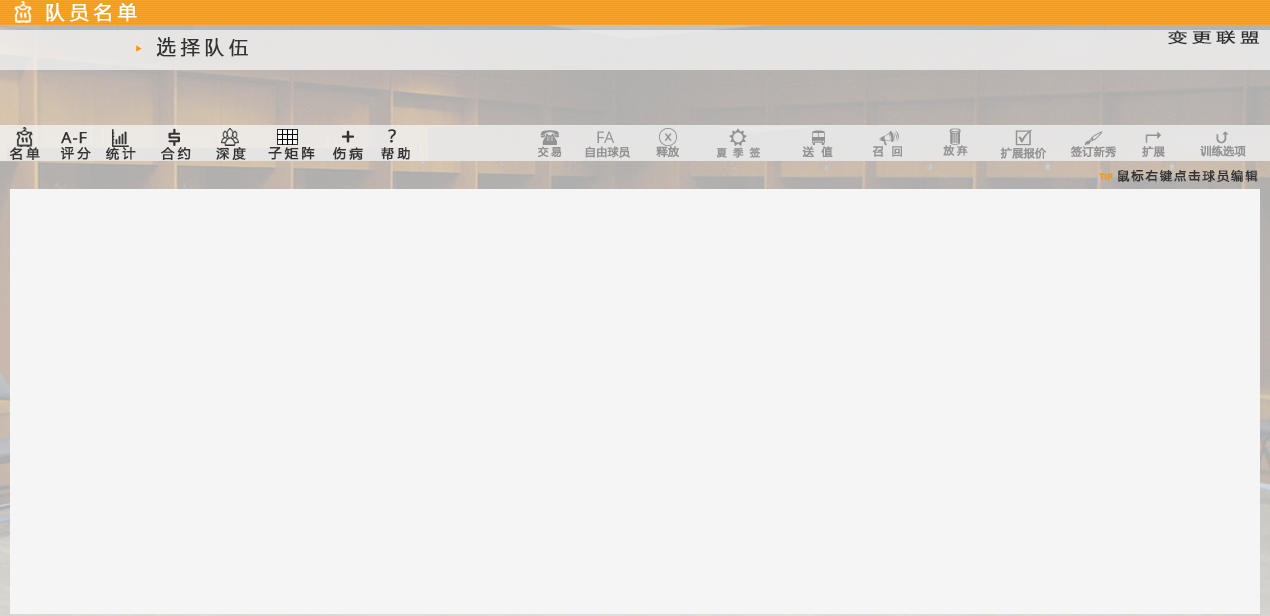 队员名单
选择队伍
变更联盟
A-F ? FA X
名单 评分 统计 合约 深度 子矩阵 伤病 帮助 交易 自由球员 释放 夏季签 送值 召回 放弃 扩展报价 签订新秀 扩展 训练选项
TIP 鼠标右键点击球员编辑